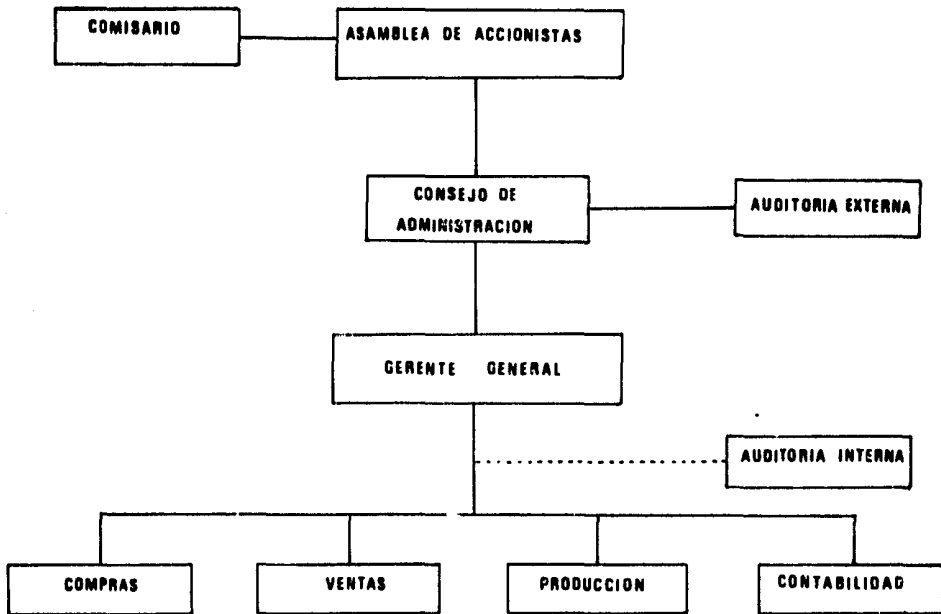 COMISARIO
ASAMBLEA DE ACCIONISTAS
CONSEJO DE
ADMINISTRACION
AUDITORIA EXTERNA
GERENTE GENERAL
AUDITORIA INTERNA
COMPRAS
VENTAS
PRODUCCION
CONTABILIDAD